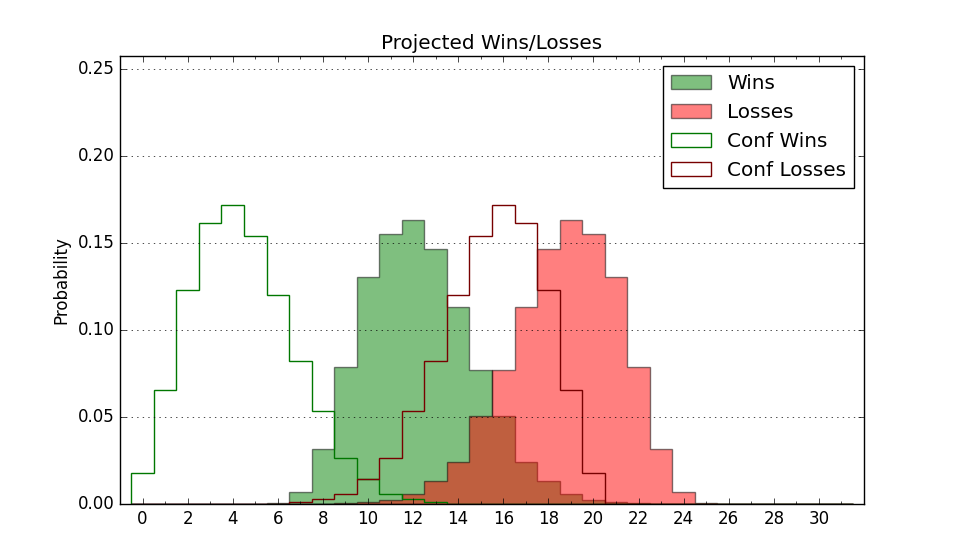 Projected Wins/Losses
0.25
0.20
0.15
0.10
0.05
0.00
Probability
Wins
Losses
Conf Wins
Conf Losses
0 2 4 6 8 10 12 14 16 18 20 22 24 26 28 30